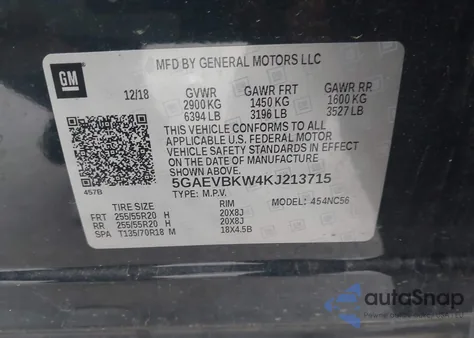 MFD BY GENERAL MOTORS LLC
GM
12/18 GVWR GAWR FRT GAWR RR
2900 KG 1450 KG 1600 KG
6394 LB 3196 LB 3527 LB
THIS VEHICLE CONFORMS TO ALL
APPLICABLE U.S. FEDERAL MOTOR
VEHICLE SAFETY STANDARDS IN
EFFECT ON THE DATE OF
MANUFACTURE SHOWN ABOVE.
457B
5GAEVBKW4KJ213715
TYPE: M.P.V. MODEL: 454NC56
TIRE SIZE RIM
FRT 255/55R20 H 20X8J
RR 255/55R20 H 20X8J
SPA T135/70R18 M 18X4.5B
autoSnap